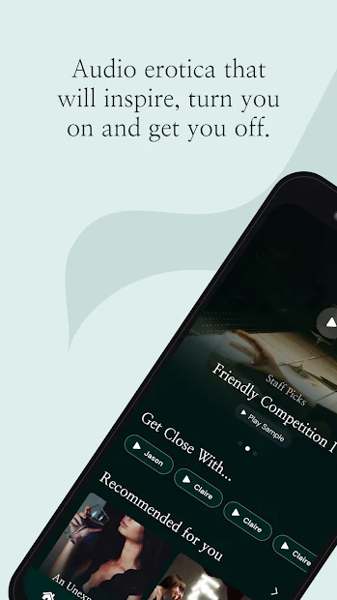 Audio erotica that
will inspire, turn you
on and get you off.
Staff Picks
Friendly Competition 1
Play Sample
Get Close With...
Jason
Claire
Claire
Claire
Recommended for you
An Unexp